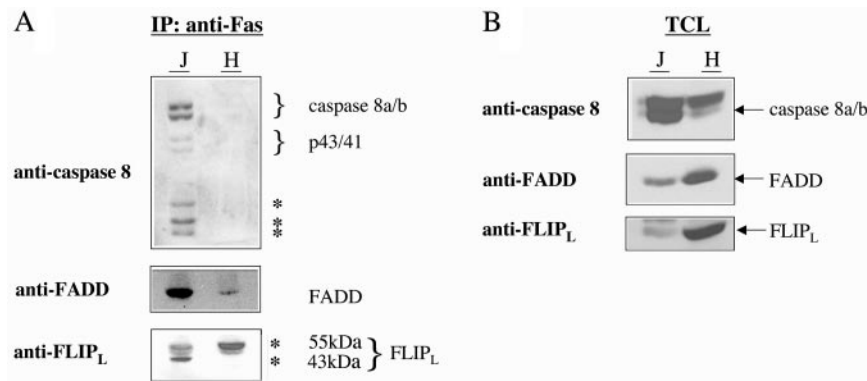 A
IP: anti-Fas
J H
caspase 8a/b
p43/41
anti-caspase 8
*
*
*
anti-FADD
FADD
anti-FLIPL
* 55kDa
* 43kDa
FLIPL
B
TCL
J H
anti-caspase 8
caspase 8a/b
anti-FADD
FADD
anti-FLIPL
FLIPL